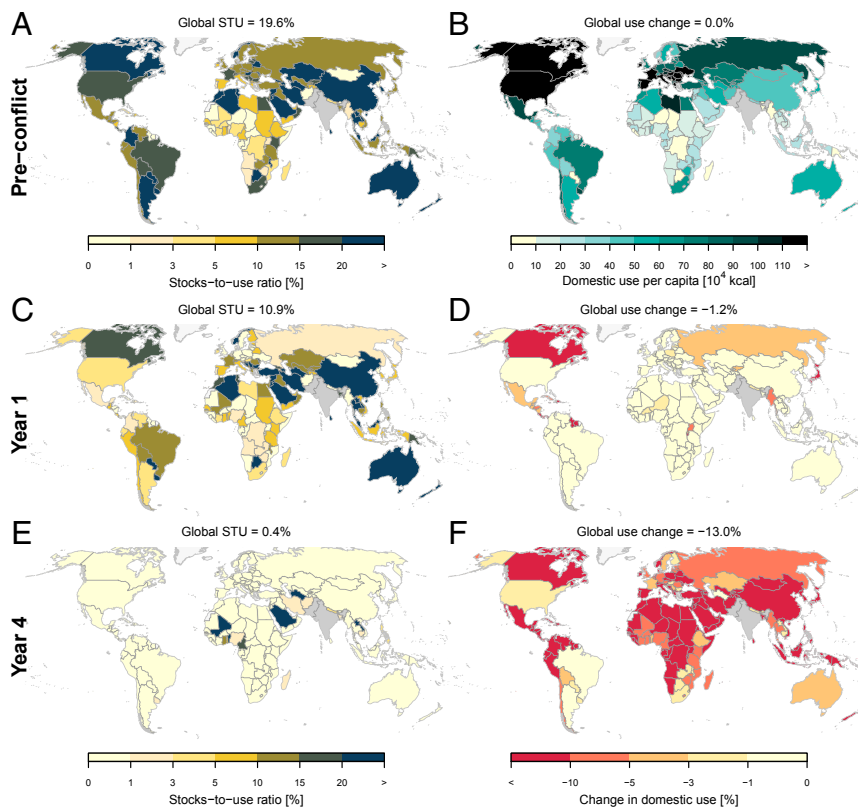 A
Global STU = 19.6%
B
Global use change = 0.0%
Pre−conflict
0 1 3 5 10 15 20 >
Stocks−to−use ratio [%]
0 10 20 30 40 50 60 70 80 90 100 110 >
Domestic use per capita [10⁴ kcal]
C
Global STU = 10.9%
D
Global use change = −1.2%
Year 1
E
Global STU = 0.4%
F
Global use change = −13.0%
Year 4
0 1 3 5 10 15 20 >
Stocks−to−use ratio [%]
< −10 −5 −3 −1 0
Change in domestic use [%]